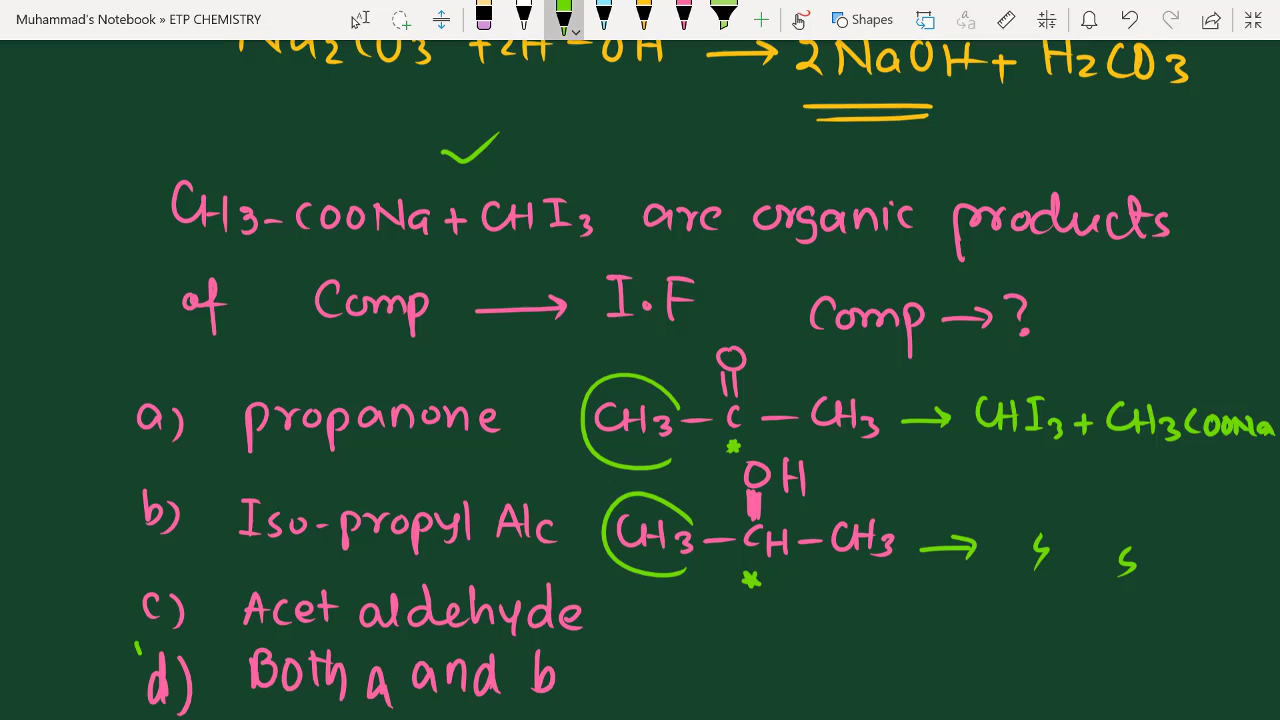 Muhammad's Notebook » ETP CHEMISTRY
Shapes
Na2CO3 + 2H-OH → 2NaOH + H2CO3
CH3-COONa + CHI3 are organic products
of Comp → I.F Comp → ?
O
a) propanone CH3 - C - CH3 → CHI3 + CH3COONa
OH
b) Iso-propyl Alc CH3 - CH - CH3 → s s
c) Acet aldehyde
d) Both a and b